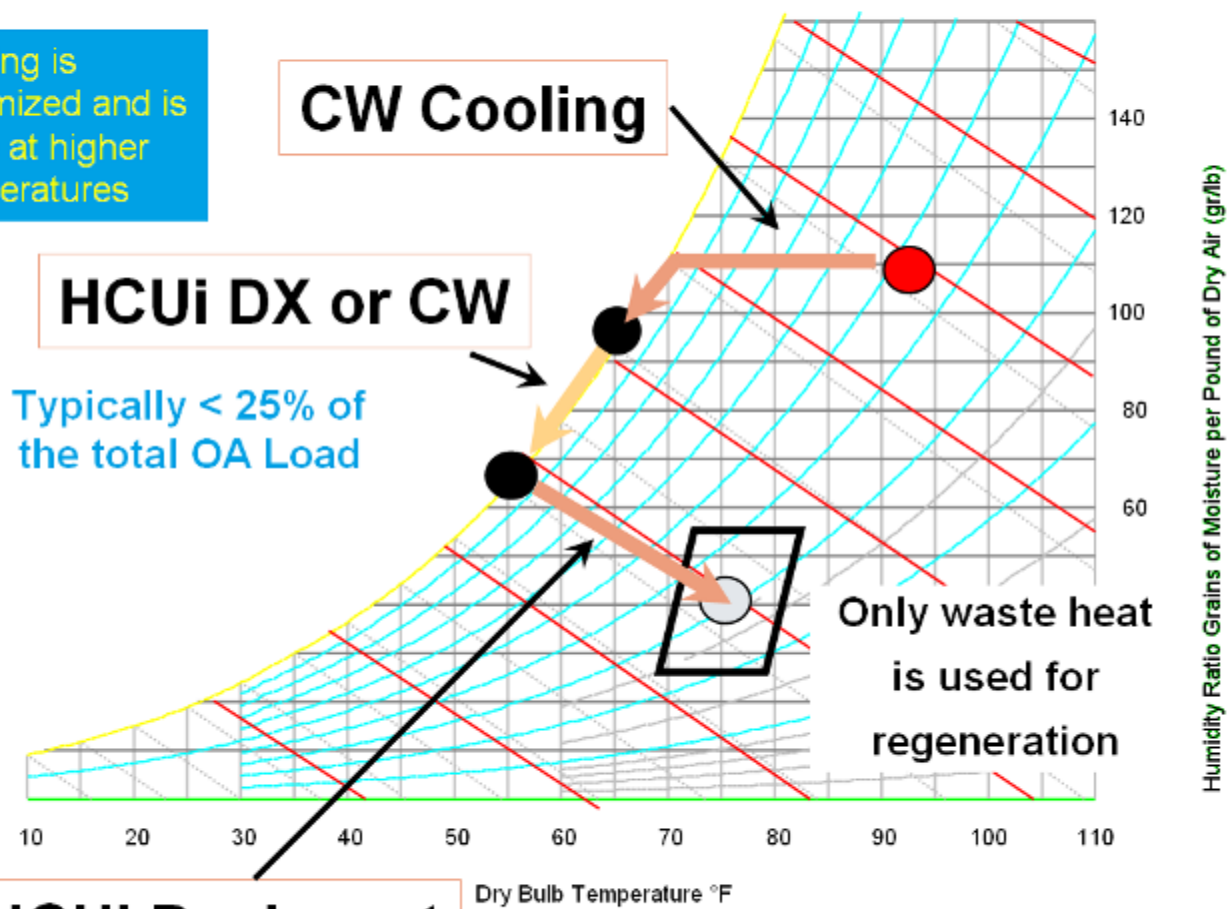 ng is
mized and is
at higher
eratures
CW Cooling
HCUi DX or CW
Typically < 25% of
the total OA Load
Only waste heat
is used for
regeneration
140
120
100
80
60
Humidity Ratio Grains of Moisture per Pound of Dry Air (gr/lb)
10 20 30 40 50 60 70 80 90 100 110
Dry Bulb Temperature °F